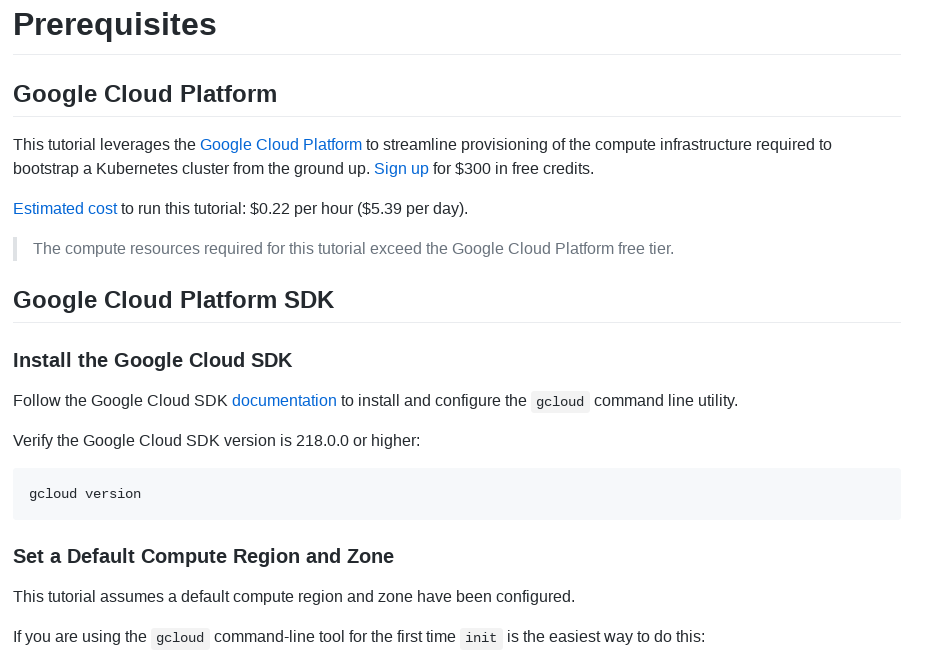 Prerequisites
Google Cloud Platform
This tutorial leverages the Google Cloud Platform to streamline provisioning of the compute infrastructure required to
bootstrap a Kubernetes cluster from the ground up. Sign up for $300 in free credits.
Estimated cost to run this tutorial: $0.22 per hour ($5.39 per day).
The compute resources required for this tutorial exceed the Google Cloud Platform free tier.
Google Cloud Platform SDK
Install the Google Cloud SDK
Follow the Google Cloud SDK documentation to install and configure the gcloud command line utility.
Verify the Google Cloud SDK version is 218.0.0 or higher:
gcloud version
Set a Default Compute Region and Zone
This tutorial assumes a default compute region and zone have been configured.
If you are using the gcloud command-line tool for the first time init is the easiest way to do this: